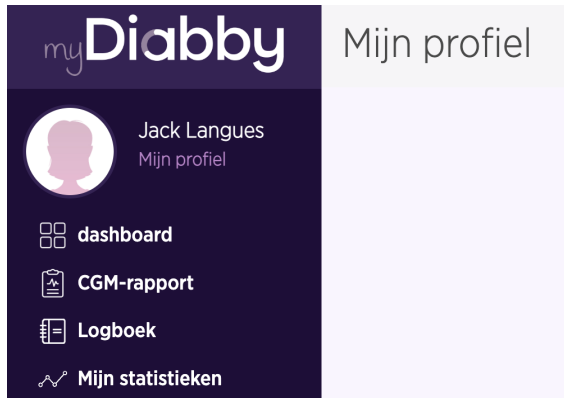 myDiabby
Mijn profiel
Jack Langues
Mijn profiel
dashboard
CGM-rapport
Logboek
Mijn statistieken